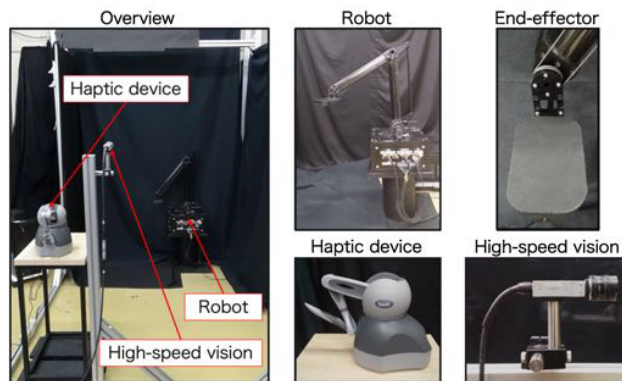 Overview
Haptic device
Robot
High-speed vision
Robot
End-effector
Haptic device
High-speed vision